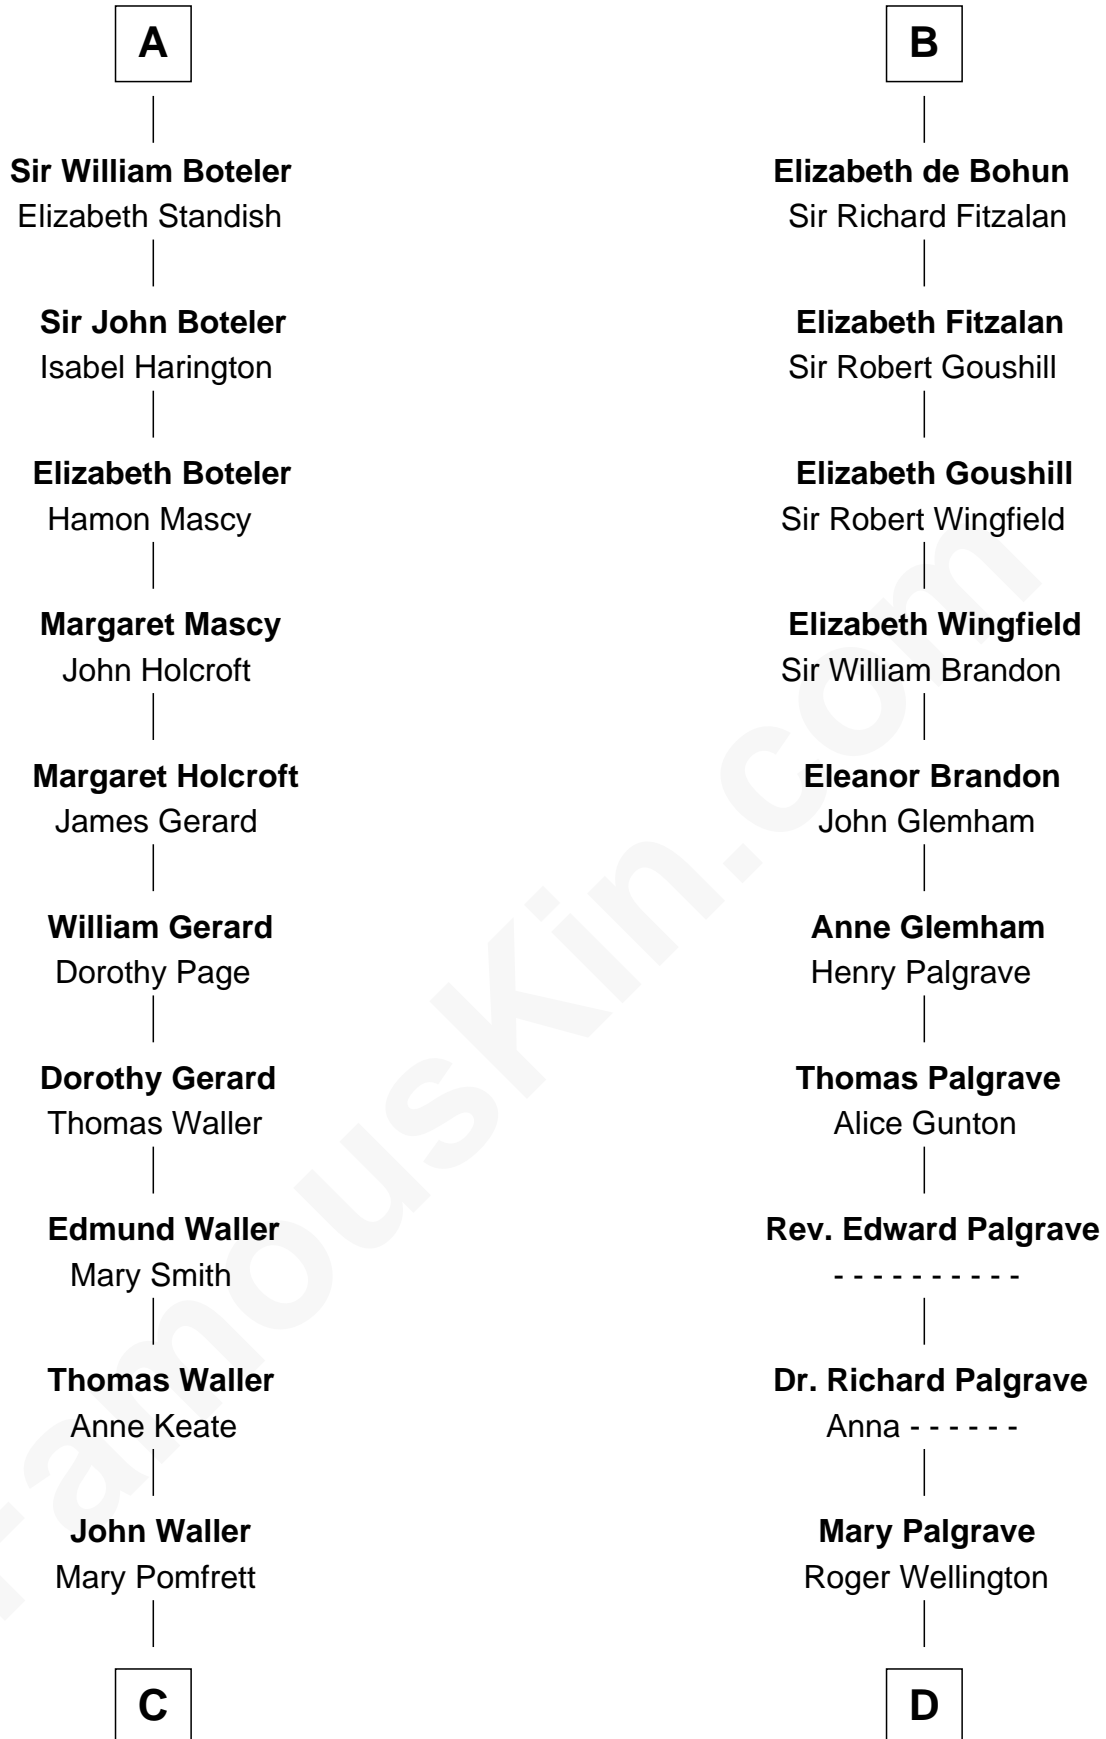 A
Sir William Boteler
Elizabeth Standish
Sir John Boteler
Isabel Harington
Elizabeth Boteler
Hamon Mascy
Margaret Mascy
John Holcroft
Margaret Holcroft
James Gerard
William Gerard
Dorothy Page
Dorothy Gerard
Thomas Waller
Edmund Waller
Mary Smith
Thomas Waller
Anne Keate
John Waller
Mary Pomfrett
C
B
Elizabeth de Bohun
Sir Richard Fitzalan
Elizabeth Fitzalan
Sir Robert Goushill
Elizabeth Goushill
Sir Robert Wingfield
Elizabeth Wingfield
Sir William Brandon
Eleanor Brandon
John Glemham
Anne Glemham
Henry Palgrave
Thomas Palgrave
Alice Gunton
Rev. Edward Palgrave
- - - - - - - - - -
Dr. Richard Palgrave
Anna - - - - - -
Mary Palgrave
Roger Wellington
D
FamousKin.com